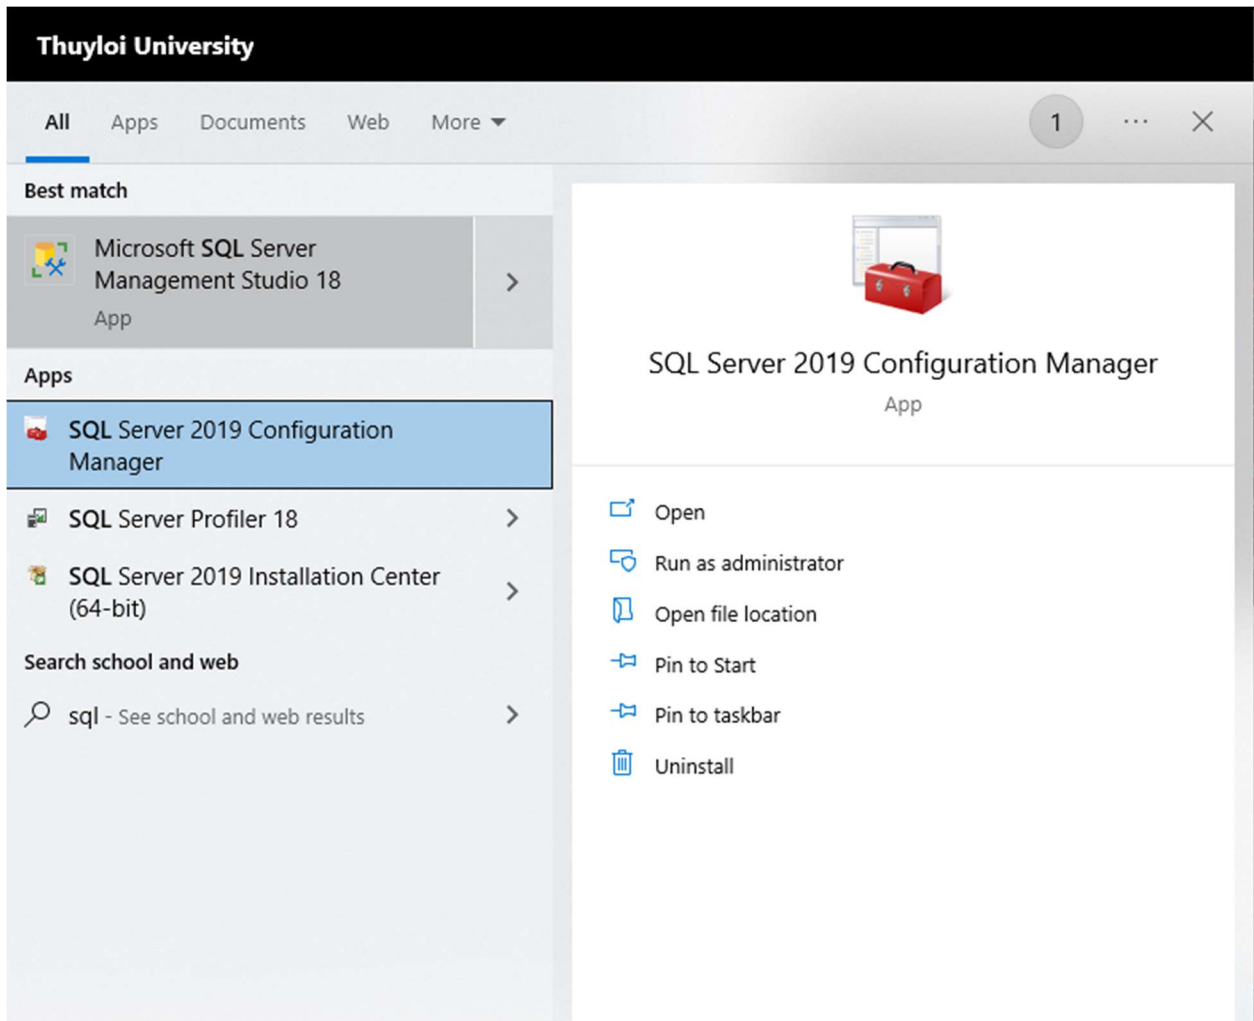 Thuyloi University
All Apps Documents Web More 1 ...
Best match
Microsoft SQL Server
Management Studio 18
App
Apps
SQL Server 2019 Configuration
Manager
SQL Server Profiler 18
SQL Server 2019 Installation Center
(64-bit)
Search school and web
sql - See school and web results
SQL Server 2019 Configuration Manager
App
Open
Run as administrator
Open file location
Pin to Start
Pin to taskbar
Uninstall